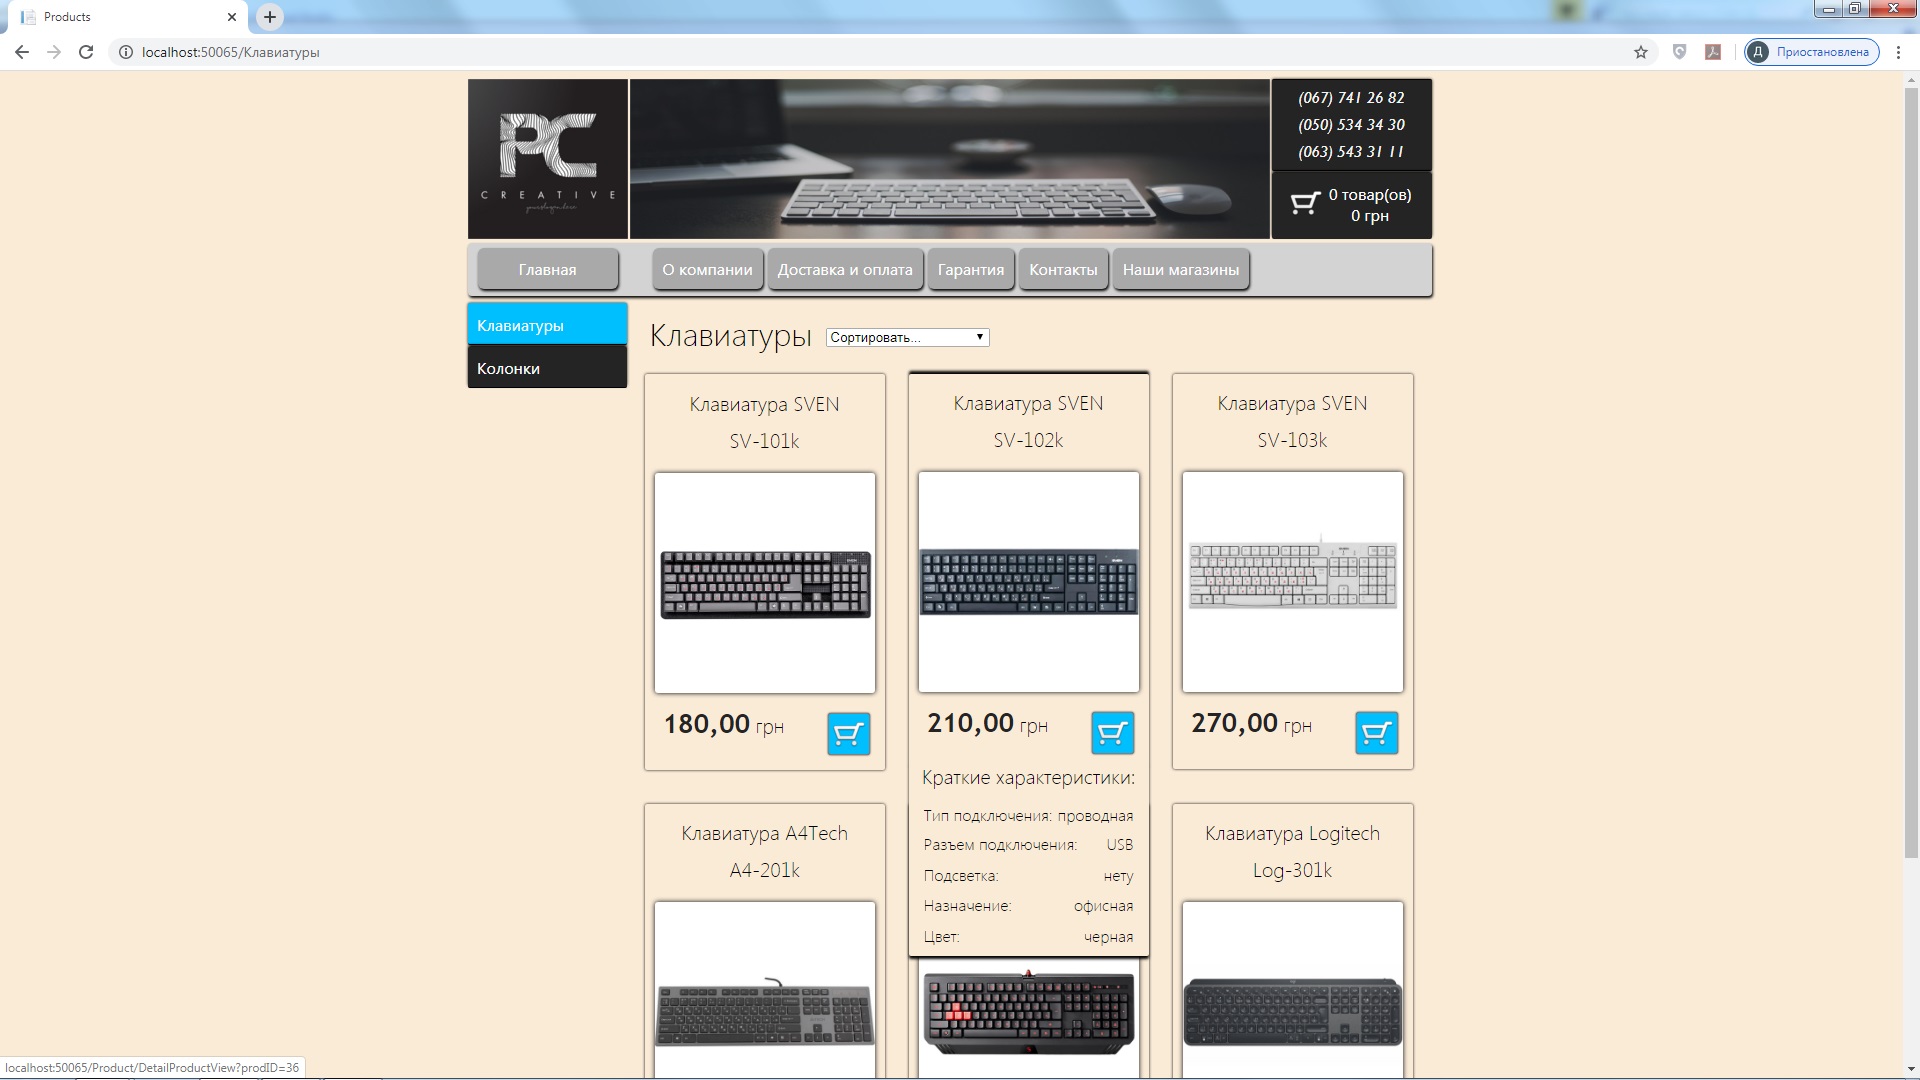 Products
localhost:50065/Клавиатуры
Д Приостановлена
PC
CREATIVE
(067) 741 26 82
(050) 534 34 30
(063) 543 31 11
0 товар(ов)
0 грн
Главная
О компании
Доставка и оплата
Гарантия
Контакты
Наши магазины
Клавиатуры
Колонки
Клавиатуры
Сортировать...
Клавиатура SVEN
SV-101k
180,00 грн
Клавиатура SVEN
SV-102k
210,00 грн
Краткие характеристики:
Тип подключения: проводная
Разъем подключения: USB
Подсветка: нету
Назначение: офисная
Цвет: черная
Клавиатура SVEN
SV-103k
270,00 грн
Клавиатура A4Tech
A4-201k
Клавиатура Logitech
Log-301k
localhost:50065/Product/DetailProductView?prodID=36